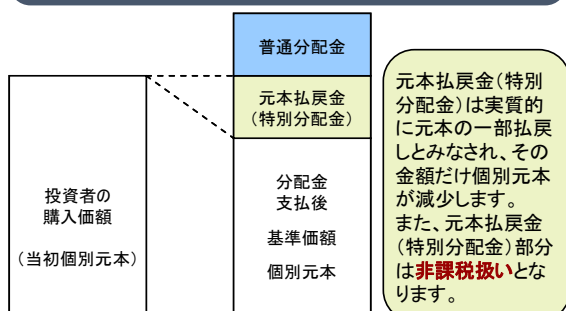 普通分配金
元本払戻金
(特別分配金)
投資者の
購入価額
(当初個別元本)
分配金
支払後
基準価額
個別元本
元本払戻金(特別
分配金)は実質的
に元本の一部払戻
しとみなされ、その
金額だけ個別元本
が減少します。
また、元本払戻金
(特別分配金)部分
は非課税扱いとな
ります。